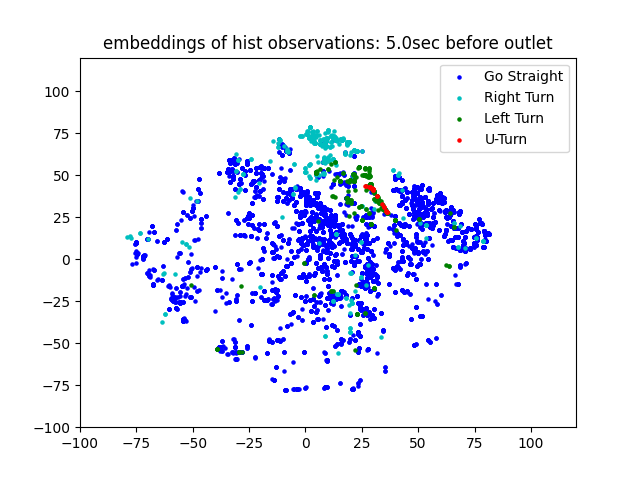 embeddings of hist observations: 5.0sec before outlet
Go Straight
Right Turn
Left Turn
U-Turn
100
75
50
25
0
−25
−50
−75
−100
−100 −75 −50 −25 0 25 50 75 100